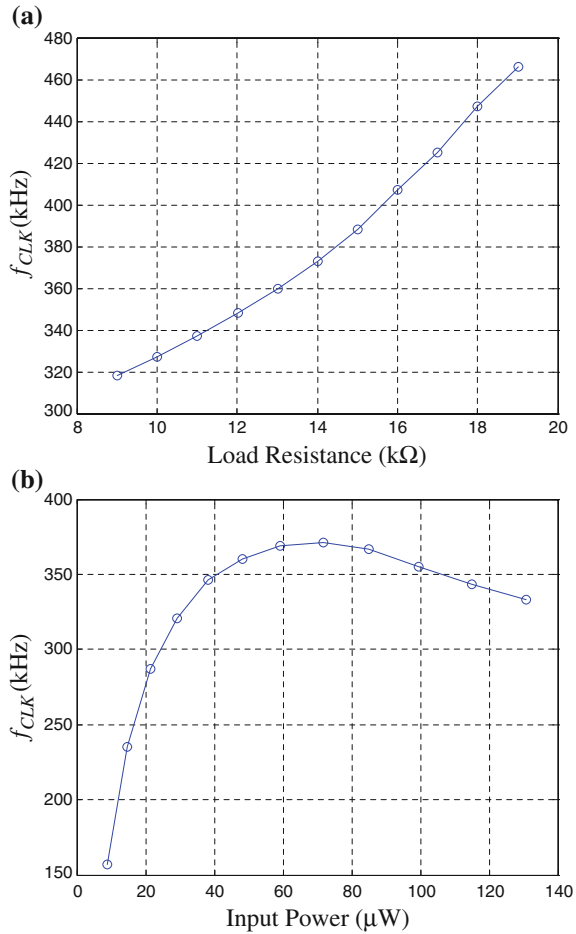 (a)
480
460
440
420
400
380
360
340
320
300
f_CLK (kHz)
8 10 12 14 16 18 20
Load Resistance (kΩ)
(b)
400
350
300
250
200
150
f_CLK (kHz)
0 20 40 60 80 100 120 140
Input Power (μW)